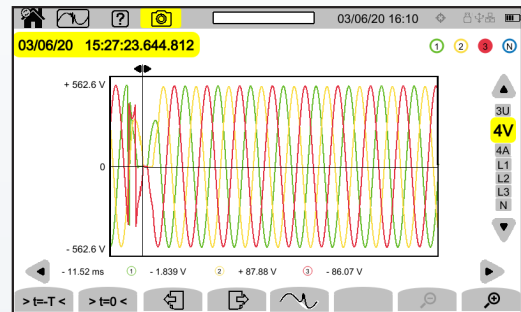 ?
03/06/20 16:10
03/06/20 15:27:23.644.812
1 2 3 N
+ 562.6 V
0
- 562.6 V
3U
4V
4A
L1
L2
L3
N
- 11.52 ms 1 - 1.839 V 2 + 87.88 V 3 - 86.07 V
> t=-T < > t=0 <